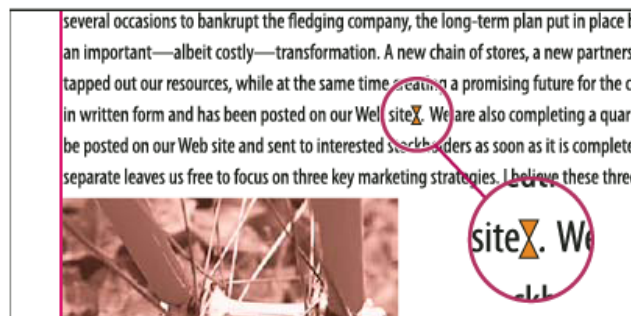 several occasions to bankrupt the fledging company, the long-term plan put in place
an important—albeit costly—transformation. A new chain of stores, a new partners
tapped out our resources, while at the same time creating a promising future for the
in written form and has been posted on our Web site. We are also completing a quar
be posted on our Web site and sent to interested stockholders as soon as it is complete
separate leaves us free to focus on three key marketing strategies. I believe these three
site. We